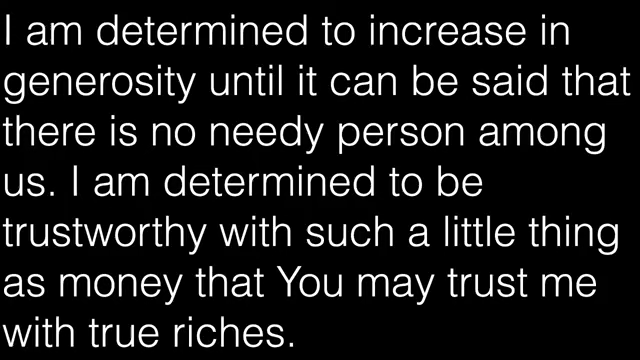 I am determined to increase in
generosity until it can be said that
there is no needy person among
us. I am determined to be
trustworthy with such a little thing
as money that You may trust me
with true riches.